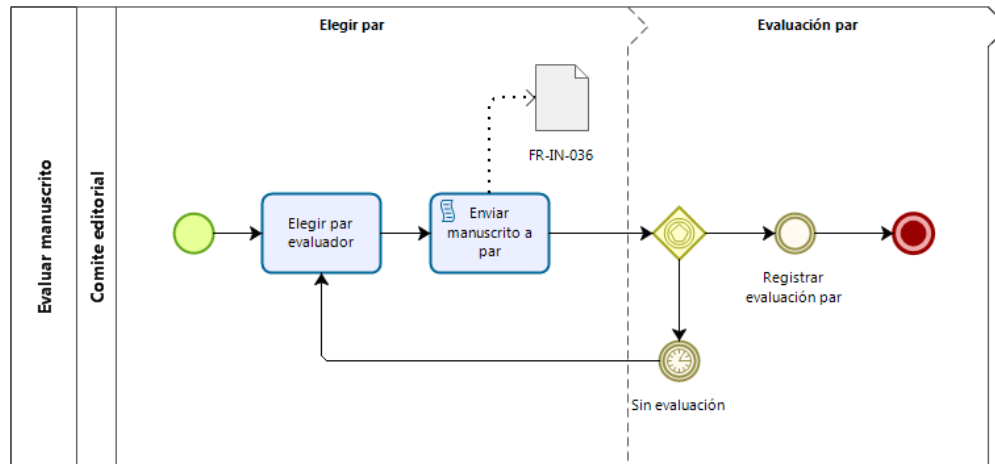 Elegir par
Evaluación par
Evaluar manuscrito
Comite editorial
FR-IN-036
Elegir par
evaluador
Enviar
manuscrito a
par
Registrar
evaluación par
Sin evaluación